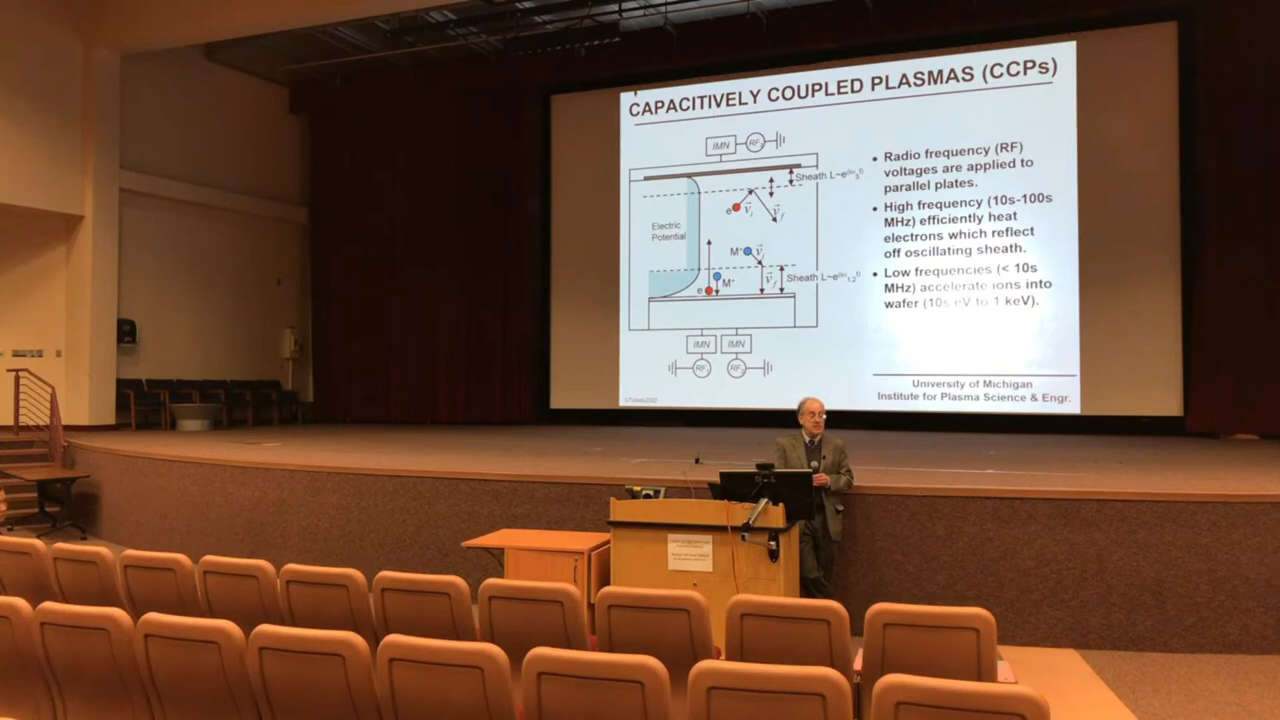 CAPACITIVELY COUPLED PLASMAS (CCPs)
IMN
RF
Sheath L~e
e
Electric
Potential
M⁺
M⁺
e
Sheath L~e
IMN
IMN
RF
RF
• Radio frequency (RF)
voltages are applied to
parallel plates.
• High frequency (10s-100s
MHz) efficiently heat
electrons which reflect
off oscillating sheath.
• Low frequencies (< 10s
MHz) accelerate ions into
wafer (10s eV to 1 keV).
University of Michigan
Institute for Plasma Science & Engr.